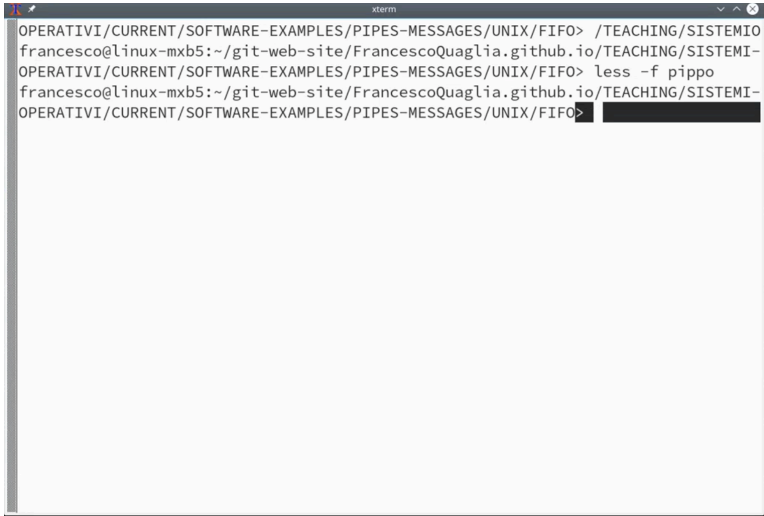 xterm
OPERATIVI/CURRENT/SOFTWARE-EXAMPLES/PIPES-MESSAGES/UNIX/FIFO> /TEACHING/SISTEMIO
francesco@linux-mxb5:~/git-web-site/FrancescoQuaglia.github.io/TEACHING/SISTEMI-
OPERATIVI/CURRENT/SOFTWARE-EXAMPLES/PIPES-MESSAGES/UNIX/FIFO> less -f pippo
francesco@linux-mxb5:~/git-web-site/FrancescoQuaglia.github.io/TEACHING/SISTEMI-
OPERATIVI/CURRENT/SOFTWARE-EXAMPLES/PIPES-MESSAGES/UNIX/FIFO>